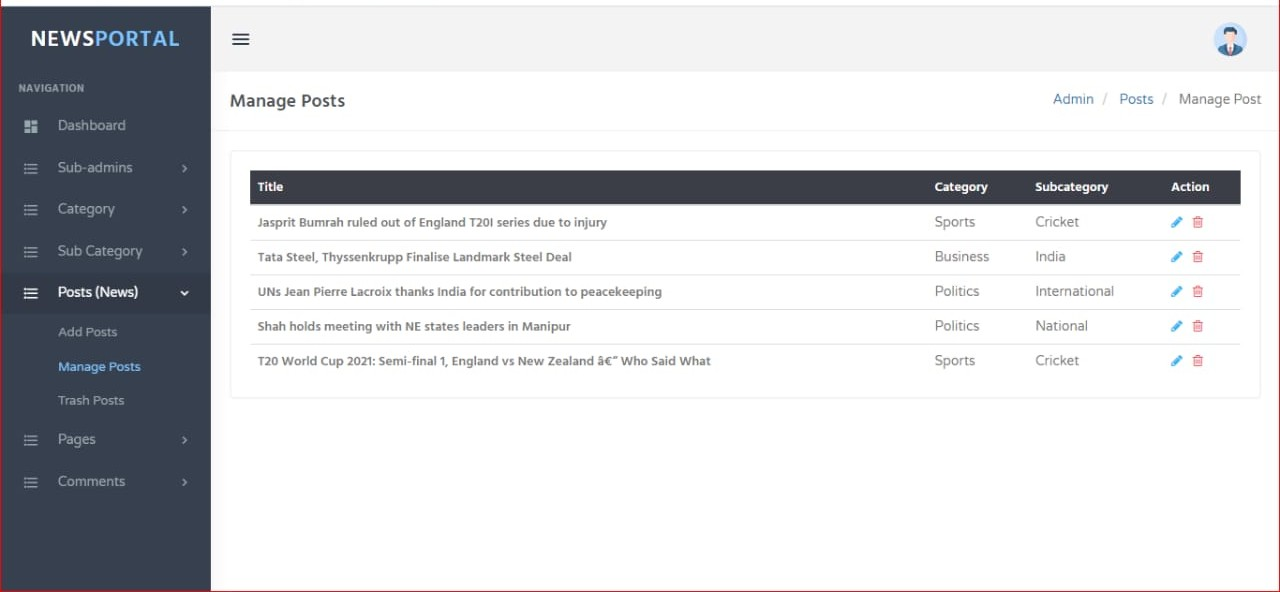 NEWSPORTAL
NAVIGATION
Dashboard
Sub-admins
Category
Sub Category
Posts (News)
Add Posts
Manage Posts
Trash Posts
Pages
Comments
Manage Posts
Admin / Posts / Manage Post
Title Category Subcategory Action
Jasprit Bumrah ruled out of England T20I series due to injury Sports Cricket
Tata Steel, Thyssenkrupp Finalise Landmark Steel Deal Business India
UNs Jean Pierre Lacroix thanks India for contribution to peacekeeping Politics International
Shah holds meeting with NE states leaders in Manipur Politics National
T20 World Cup 2021: Semi-final 1, England vs New Zealand â€“ Who Said What Sports Cricket